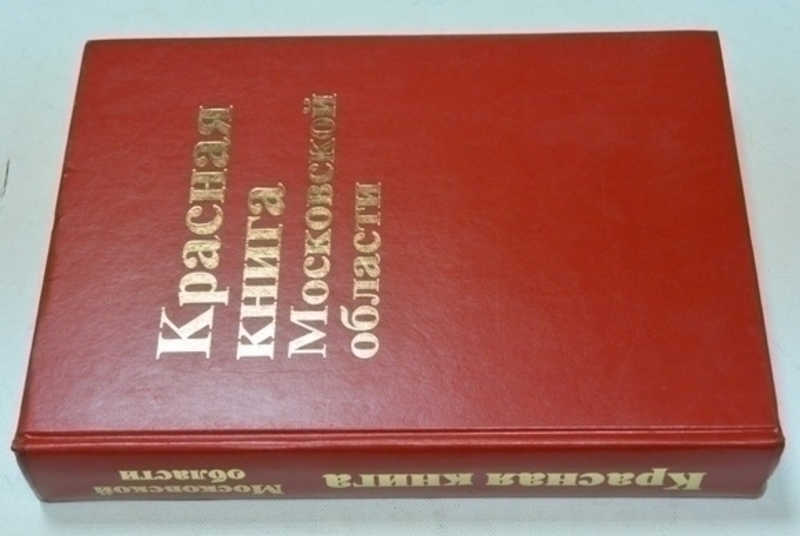 Красная
книга
Московской
области
Красная книга
Московской
области